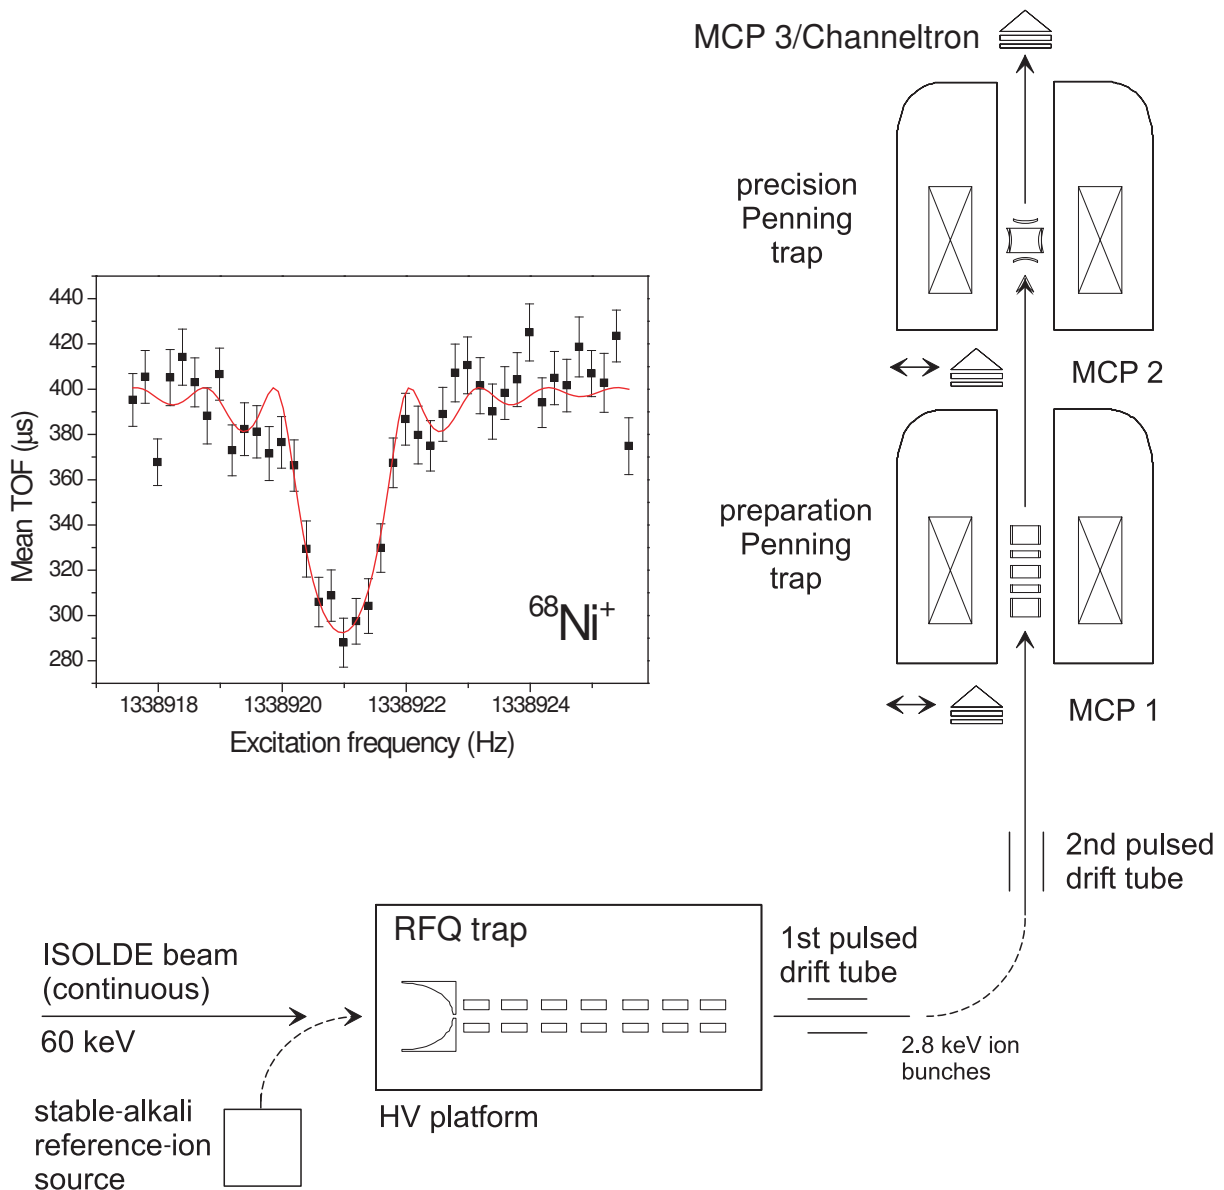 MCP 3/Channeltron
precision
Penning
trap
MCP 2
preparation
Penning
trap
MCP 1
440
420
400
380
360
340
320
300
280
Mean TOF (µs)
68Ni+
1338918 1338920 1338922 1338924
Excitation frequency (Hz)
2nd pulsed
drift tube
RFQ trap
1st pulsed
drift tube
ISOLDE beam
(continuous)
60 keV
2.8 keV ion
bunches
HV platform
stable-alkali
reference-ion
source